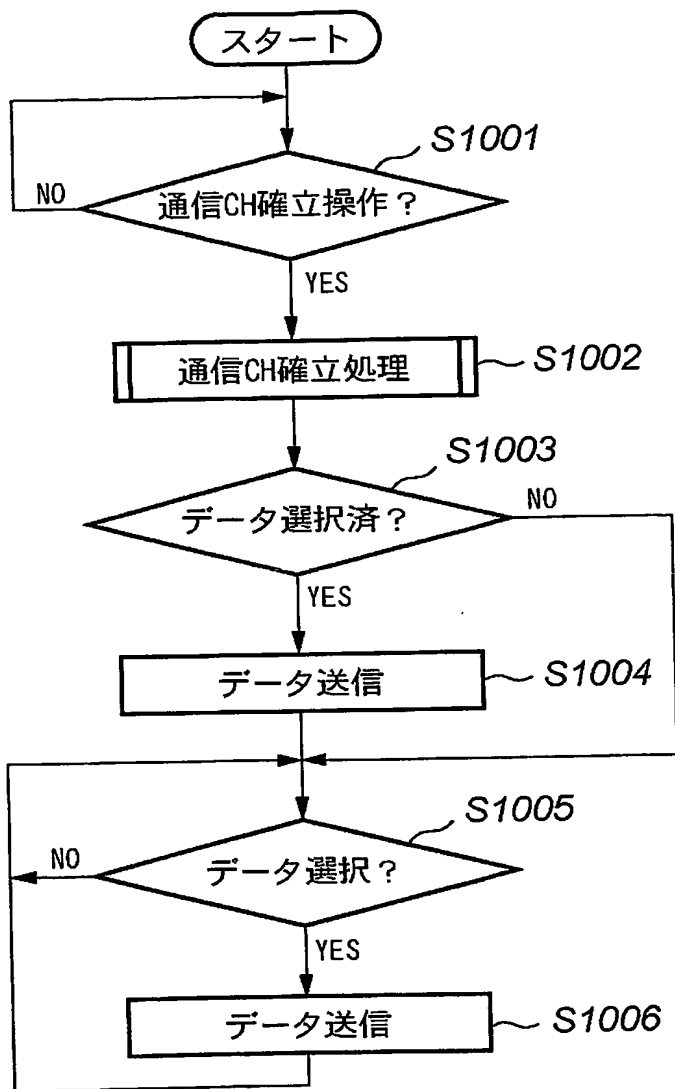 スタート
S1001
通信CH確立操作？
NO
YES
通信CH確立処理
S1002
S1003
データ選択済？
NO
YES
データ送信
S1004
S1005
データ選択？
NO
YES
データ送信
S1006